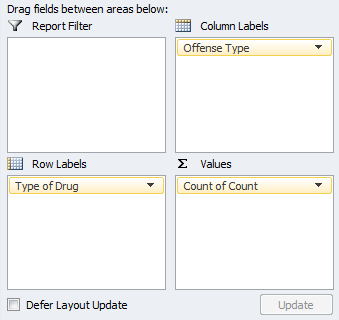 Drag fields between areas below:
Report Filter
Column Labels
Offense Type
Row Labels
Σ Values
Type of Drug
Count of Count
Defer Layout Update
Update